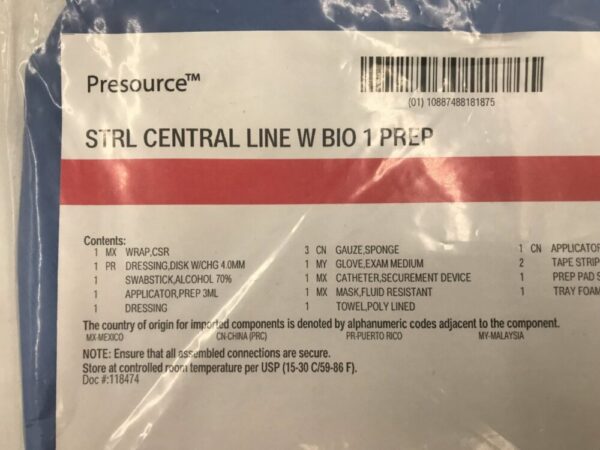 Presource™
(01) 10887488181875
STRL CENTRAL LINE W BIO 1 PREP
Contents:
1 MX WRAP,CSR
1 PR DRESSING,DISK W/CHG 4.0MM
1 SWABSTICK,ALCOHOL 70%
1 APPLICATOR,PREP 3ML
1 DRESSING
3 CN GAUZE,SPONGE
1 MY GLOVE,EXAM MEDIUM
1 MX CATHETER,SECUREMENT DEVICE
1 MX MASK,FLUID RESISTANT
1 TOWEL,POLY LINED
1 CN APPLICATOR
2 TAPE STRIP
1 PREP PAD S
1 TRAY FOAM
The country of origin for imported components is denoted by alphanumeric codes adjacent to the component.
MX-MEXICO CN-CHINA (PRC) PR-PUERTO RICO MY-MALAYSIA
NOTE: Ensure that all assembled connections are secure.
Store at controlled room temperature per USP (15-30 C/59-86 F).
Doc #:118474